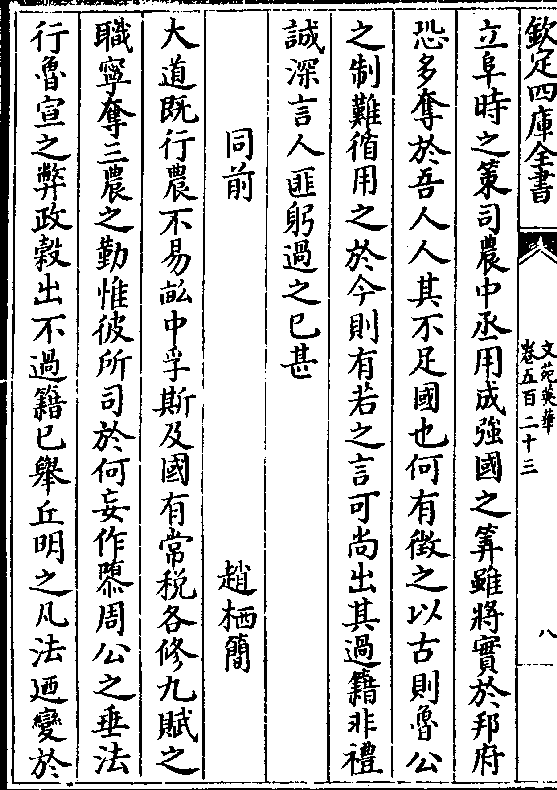 欽定四庫全書
文苑英華
卷五百二十三
八
立阜時之策司農中丞用成強國之筭雖將實於邦府
恐多奪於吾人人其不足國也何有徵之以古則魯公
之制難循用之於今則有若之言可尚出其過籍非禮
誠深言人匪躬過之已甚
同前
趙栖簡
大道既行農不易畝中孚斯及國有常税各修九賦之
職寧奪三農之勤惟彼所司於何妄作隳周公之垂法
行魯宣之弊政穀出不過籍已舉丘明之凡法廼變於